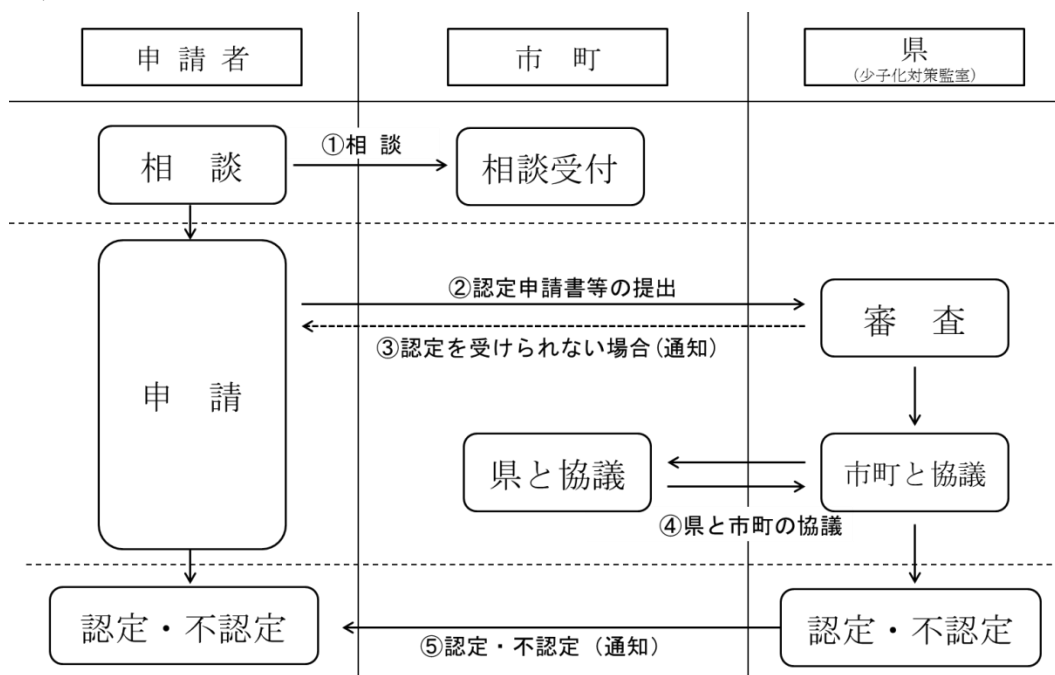 申請者
市町
県
(少子化対策監室)
①相談
相談
相談受付
②認定申請書等の提出
審査
③認定を受けられない場合(通知)
申請
県と協議
市町と協議
④県と市町の協議
認定・不認定
認定・不認定
⑤認定・不認定（通知）